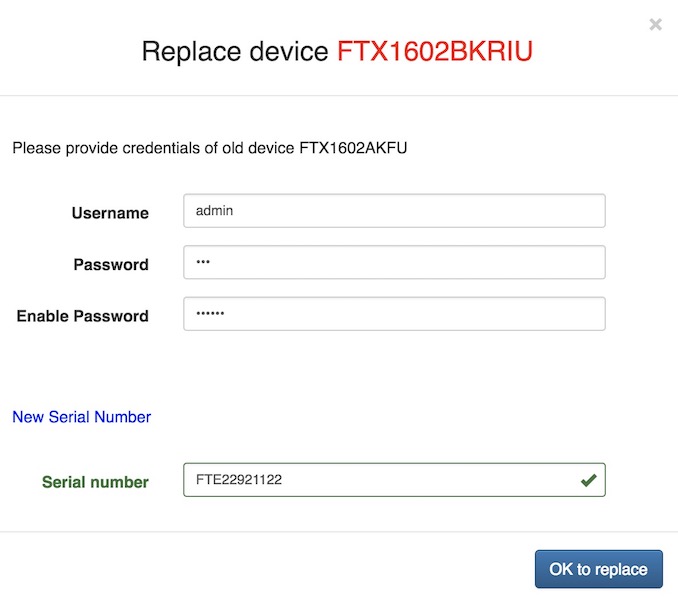 ×
Replace device FTX1602BKRIU
Please provide credentials of old device FTX1602AKFU
Username admin
Password •••
Enable Password ••••••
New Serial Number
Serial number FTE22921122
OK to replace